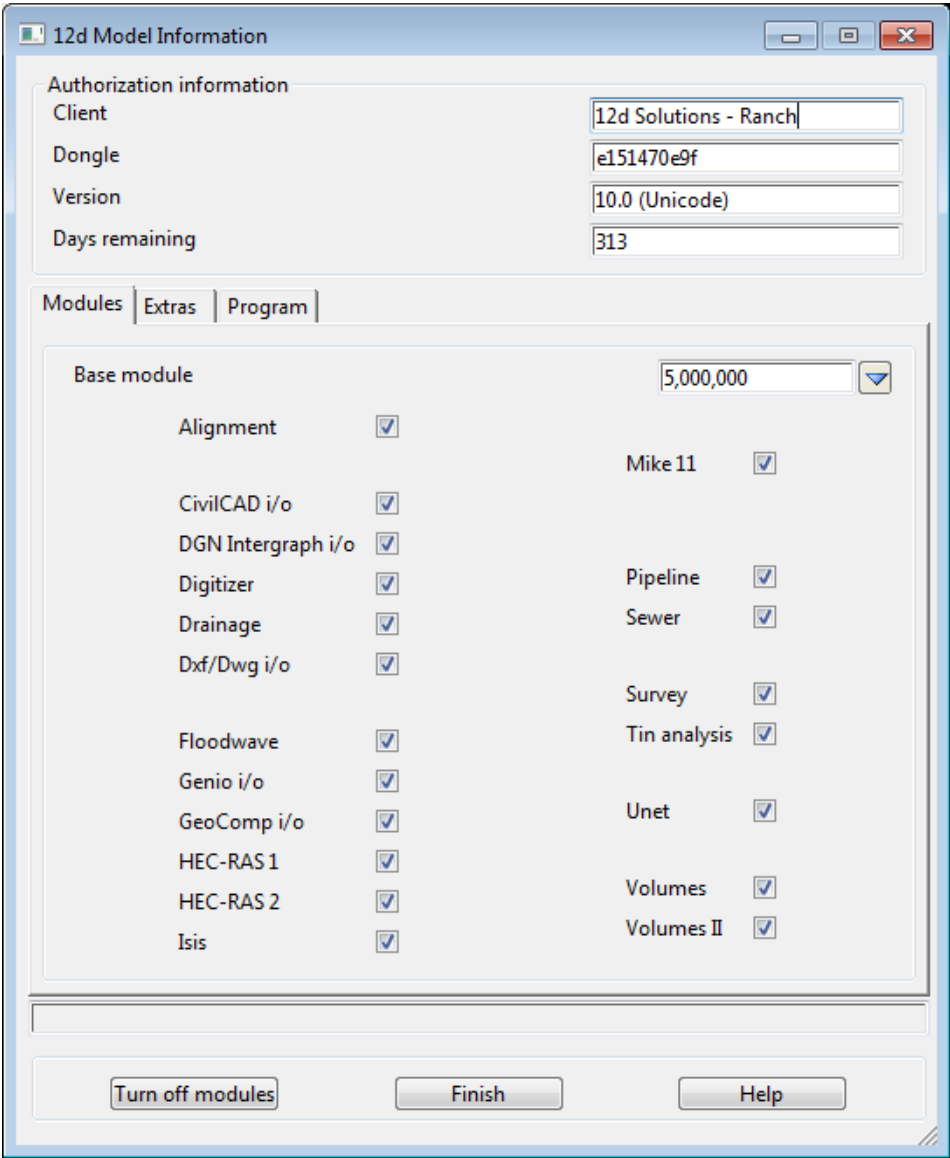 12d Model Information
Authorization information
Client 12d Solutions - Ranch
Dongle e151470e9f
Version 10.0 (Unicode)
Days remaining 313
Modules Extras Program
Base module 5,000,000
Alignment
Mike 11
CivilCAD i/o
DGN Intergraph i/o
Digitizer Pipeline
Drainage Sewer
Dxf/Dwg i/o
Survey
Floodwave Tin analysis
Genio i/o
GeoComp i/o Unet
HEC-RAS 1
HEC-RAS 2 Volumes
Isis Volumes II
Turn off modules Finish Help